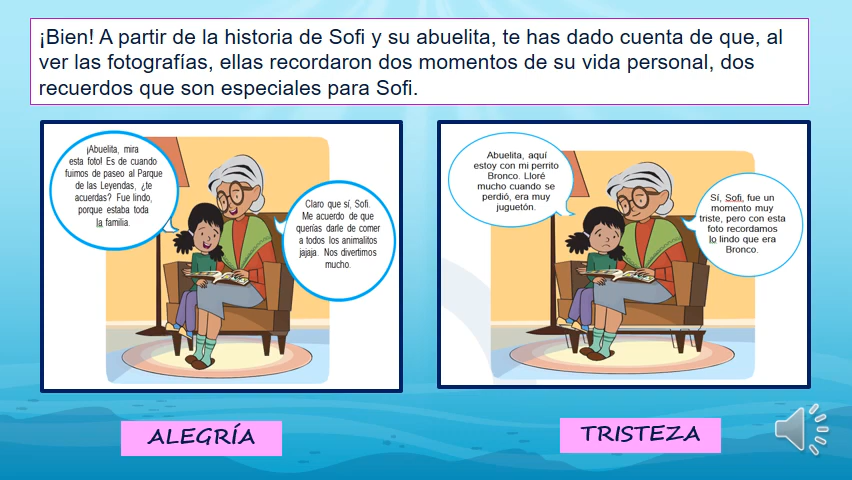 ¡Bien! A partir de la historia de Sofi y su abuelita, te has dado cuenta de que, al
ver las fotografías, ellas recordaron dos momentos de su vida personal, dos
recuerdos que son especiales para Sofi.
¡Abuelita, mira
esta foto! Es de cuando
fuimos de paseo al Parque
de las Leyendas, ¿te
acuerdas? Fue lindo,
porque estaba toda
la familia.
Claro que sí, Sofi.
Me acuerdo de que
querías darle de comer
a todos los animalitos
jajaja. Nos divertimos
mucho.
Abuelita, aquí
estoy con mi perrito
Bronco. Lloré
mucho cuando se
perdió, era muy
juguetón.
Sí, Sofi, fue un
momento muy
triste, pero con esta
foto recordamos
lo lindo que era
Bronco.
ALEGRÍA
TRISTEZA